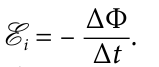 ℰᵢ = − ΔΦ/Δt.